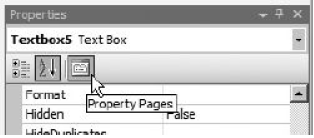 Properties
Textbox5 Text Box
Format
Property Pages
Hidden False
HideDuplicates